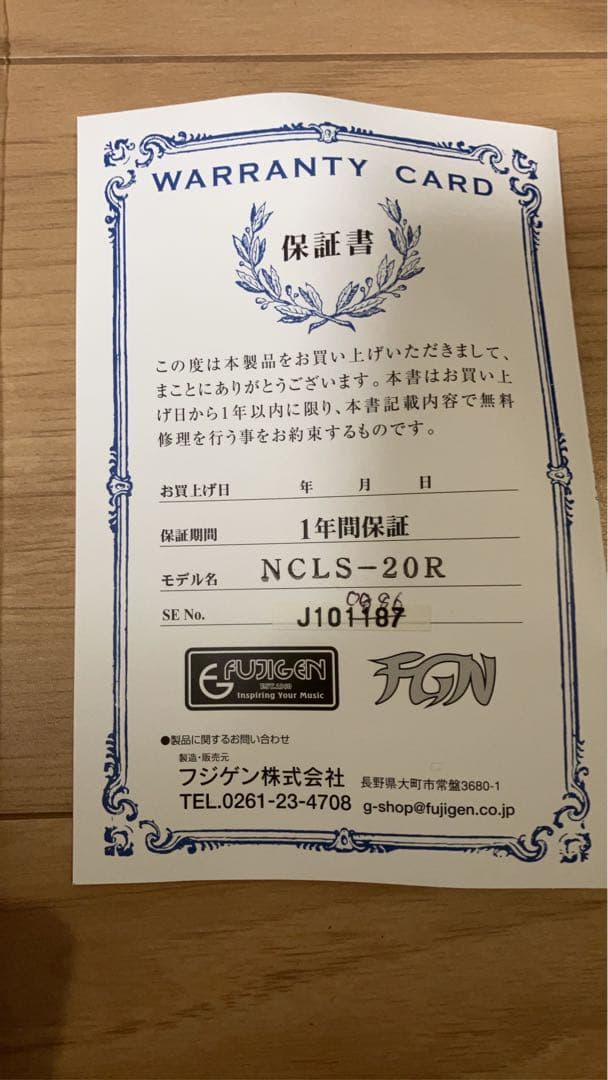 WARRANTY CARD
保証書
この度は本製品をお買い上げいただきまして、
まことにありがとうございます。本書はお買い上
げ日から1年以内に限り、本書記載内容で無料
修理を行う事をお約束するものです。
お買上げ日 年 月 日
保証期間 1年間保証
モデル名 NCLS-20R
SE No. J101187
FUJIGEN
EST.1960
Inspiring Your Music
FGN
●製品に関するお問い合わせ
製造・販売元
フジゲン株式会社 長野県大町市常盤3680-1
TEL.0261-23-4708 g-shop@fujigen.co.jp